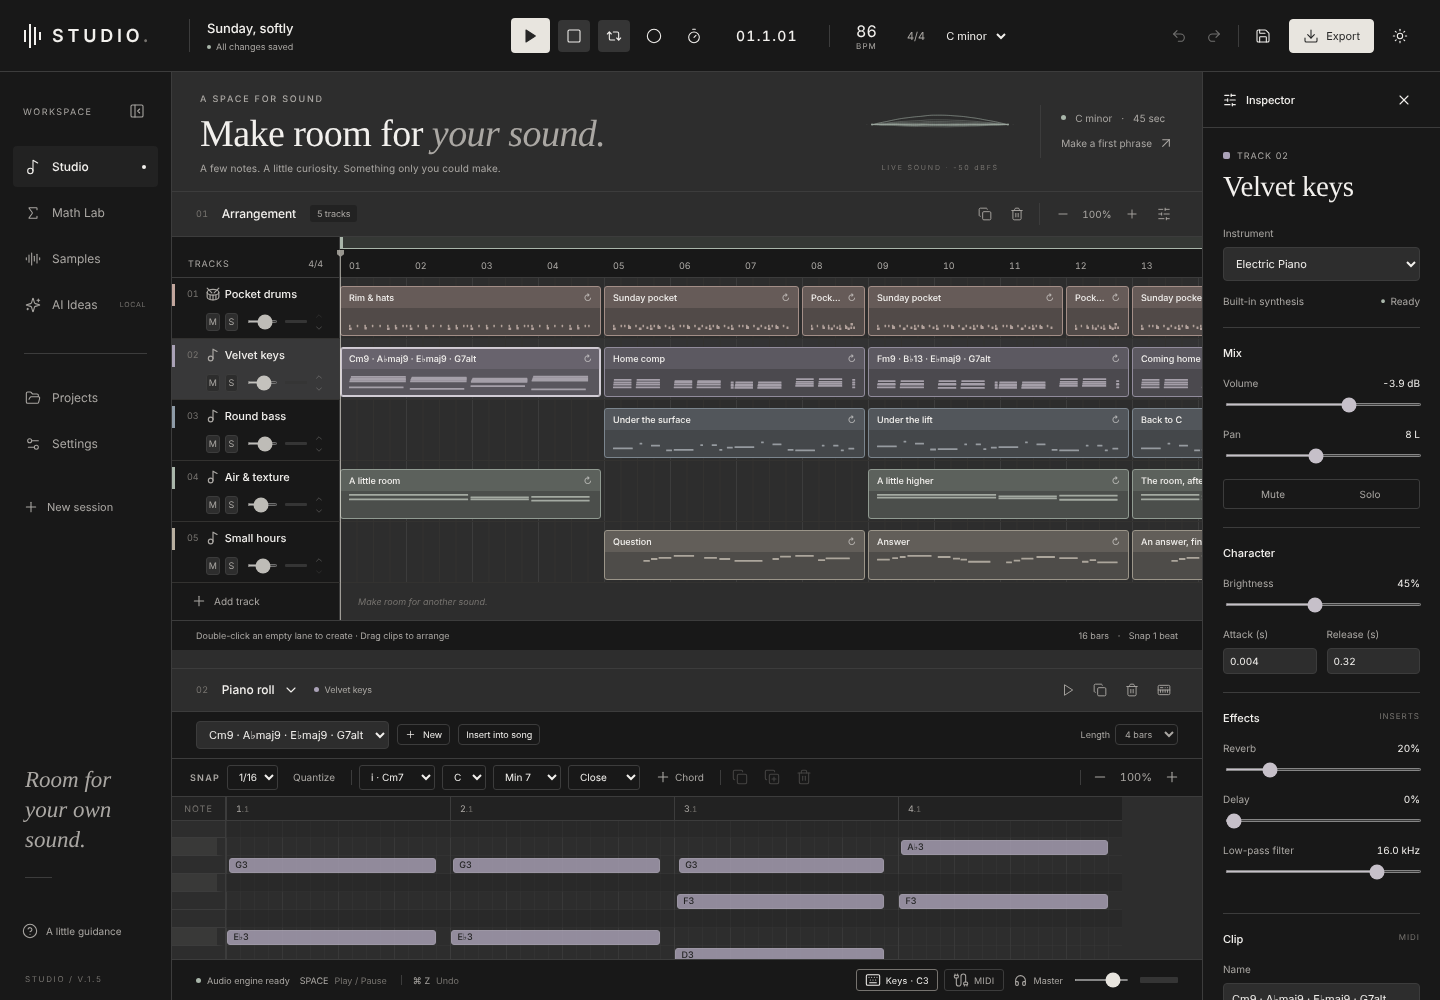 STUDIO.
Sunday, softly
All changes saved
01.1.01
86
BPM
4/4
C minor
Export
WORKSPACE
Studio
Math Lab
Samples
AI Ideas
LOCAL
Projects
Settings
New session
Room for
your own
sound.
A little guidance
STUDIO / V.1.5
A SPACE FOR SOUND
Make room for your sound.
A few notes. A little curiosity. Something only you could make.
LIVE SOUND · -50 dBFS
C minor · 45 sec
Make a first phrase
01 Arrangement 5 tracks
100%
TRACKS 4/4
01 02 03 04 05 06 07 08 09 10 11 12 13
01 Pocket drums
M S
Rim & hats
Sunday pocket
Pock...
Sunday pocket
Pock...
Sunday pocke
02 Velvet keys
M S
Cm9 · A♭maj9 · E♭maj9 · G7alt
Home comp
Fm9 · B♭13 · E♭maj9 · G7alt
Coming home
03 Round bass
M S
Under the surface
Under the lift
Back to C
04 Air & texture
M S
A little room
A little higher
The room, afte
05 Small hours
M S
Question
Answer
An answer, fin
Add track
Make room for another sound.
Double-click an empty lane to create · Drag clips to arrange
16 bars · Snap 1 beat
02 Piano roll
Velvet keys
Cm9 · A♭maj9 · E♭maj9 · G7alt
New
Insert into song
Length 4 bars
SNAP 1/16 Quantize i · Cm7 C Min 7 Close Chord
100%
NOTE 1.1 2.1 3.1 4.1
A♭3
G3 G3 G3
F3 F3
E♭3 E♭3
D3
Audio engine ready SPACE Play / Pause ⌘ Z Undo
Keys · C3
MIDI
Master
Inspector
TRACK 02
Velvet keys
Instrument
Electric Piano
Built-in synthesis Ready
Mix
Volume -3.9 dB
Pan 8 L
Mute Solo
Character
Brightness 45%
Attack (s) Release (s)
0.004 0.32
Effects INSERTS
Reverb 20%
Delay 0%
Low-pass filter 16.0 kHz
Clip MIDI
Name
Cm9 · A♭maj9 · E♭maj9 · G7alt